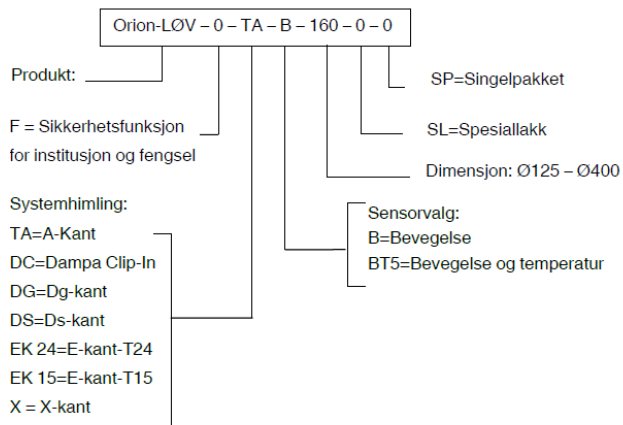 Orion-LØV – 0 – TA – B – 160 – 0 – 0
Produkt:
SP=Singelpakket
F = Sikkerhetsfunksjon
for institusjon og fengsel
SL=Spesiallakk
Dimensjon: Ø125 – Ø400
Systemhimling:
TA=A-Kant
DC=Dampa Clip-In
DG=Dg-kant
DS=Ds-kant
EK 24=E-kant-T24
EK 15=E-kant-T15
X = X-kant
Sensorvalg:
B=Bevegelse
BT5=Bevegelse og temperatur